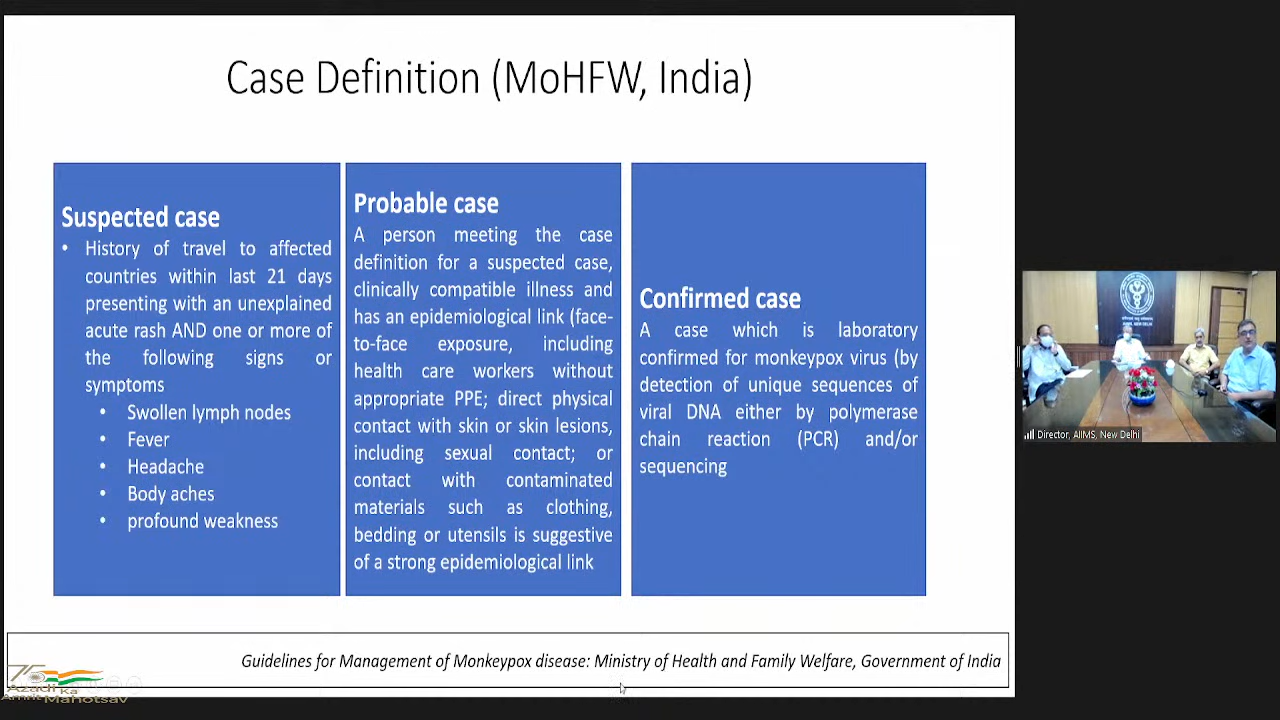 Case Definition (MoHFW, India)
Suspected case
• History of travel to affected
countries within last 21 days
presenting with an unexplained
acute rash AND one or more of
the following signs or
symptoms
• Swollen lymph nodes
• Fever
• Headache
• Body aches
• profound weakness
Probable case
A person meeting the case
definition for a suspected case,
clinically compatible illness and
has an epidemiological link (face-
to-face exposure, including
health care workers without
appropriate PPE; direct physical
contact with skin or skin lesions,
including sexual contact; or
contact with contaminated
materials such as clothing,
bedding or utensils is suggestive
of a strong epidemiological link
Confirmed case
A case which is laboratory
confirmed for monkeypox virus (by
detection of unique sequences of
viral DNA either by polymerase
chain reaction (PCR) and/or
sequencing
Guidelines for Management of Monkeypox disease: Ministry of Health and Family Welfare, Government of India
75
Azadi Ka
Amrit Mahotsav
Director, AIIMS, New Delhi